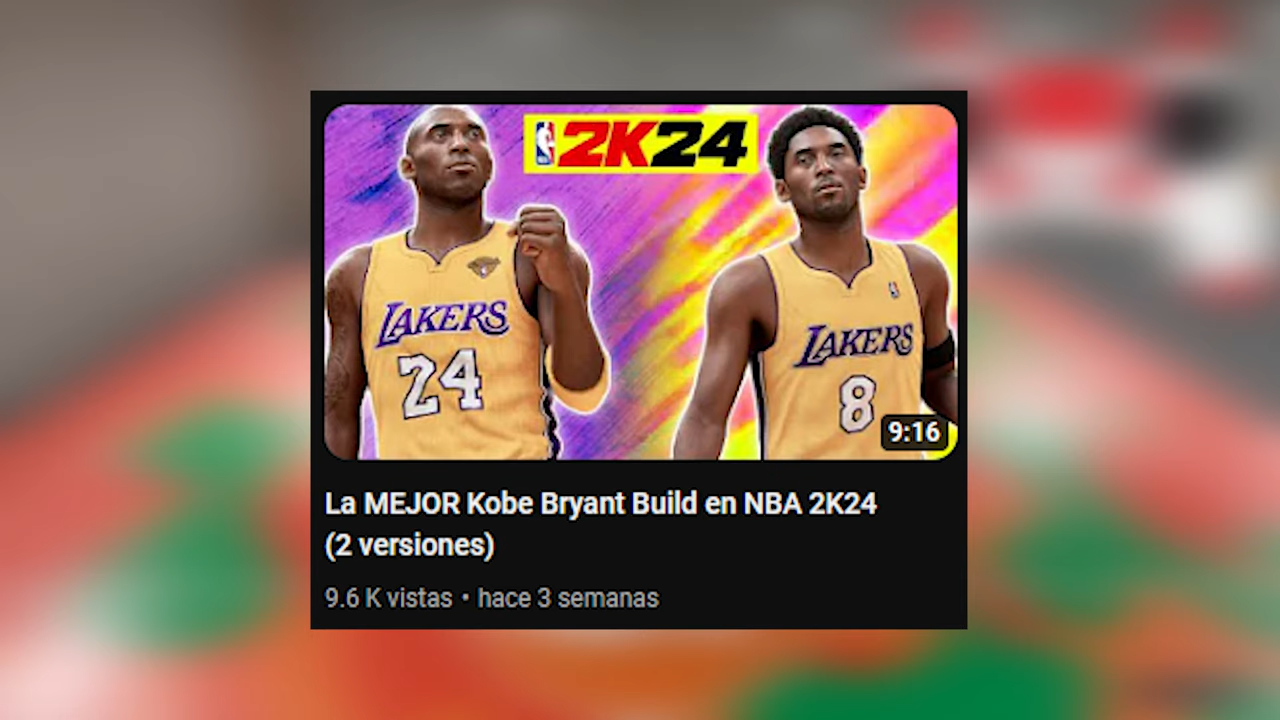 2K24
LAKERS
24
LAKERS
8
9:16
La MEJOR Kobe Bryant Build en NBA 2K24
(2 versiones)
9.6 K vistas • hace 3 semanas